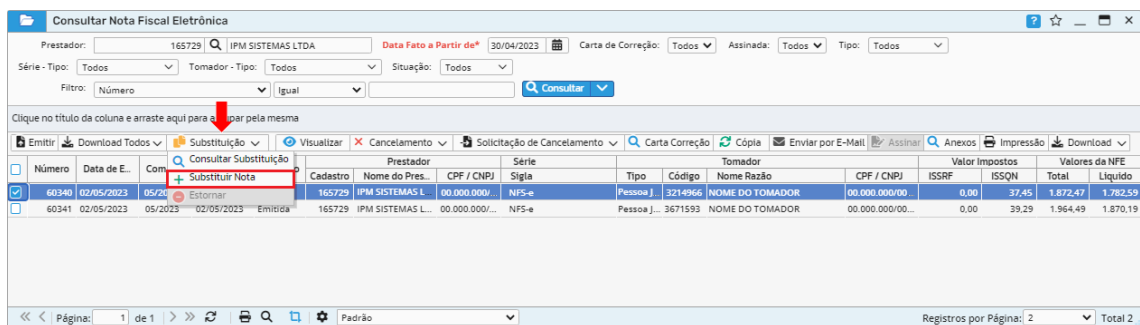 Consultar Nota Fiscal Eletrônica
Prestador: 165729 IPM SISTEMAS LTDA Data Fato a Partir de* 30/04/2023 Carta de Correção: Todos Assinada: Todos Tipo: Todos
Série - Tipo: Todos Tomador - Tipo: Todos Situação: Todos
Filtro: Número Igual Consultar
Clique no título da coluna e arraste aqui para a par pela mesma
Emitir Download Todos Substituição Visualizar Cancelamento Solicitação de Cancelamento Carta Correção Cópia Enviar por E-Mail Assinar Anexos Impressão Download
Consultar Substituição
Substituir Nota
Estornar
Prestador Série Tomador Valor Impostos Valores da NFE
Número Data de E... Com o Cadastro Nome do Pres... CPF / CNPJ Sigla Tipo Código Nome Razão CPF / CNPJ ISSRF ISSQN Total Líquido
60340 02/05/2023 05/20 165729 IPM SISTEMAS L... 00.000.000/... NFS-e Pessoa J... 3214966 NOME DO TOMADOR 00.000.000/00... 0,00 37,45 1.872,47 1.782,59
60341 02/05/2023 05/2023 02/05/2023 Emitida 165729 IPM SISTEMAS L... 00.000.000/... NFS-e Pessoa J... 3671593 NOME DO TOMADOR 00.000.000/00... 0,00 39,29 1.964,49 1.870,19
Página: 1 de 1 Padrão Registros por Página: 2 Total 2